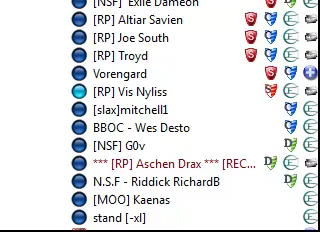 [NSF] Exile Dameon
[RP] Altiar Savien
[RP] Joe South
[RP] Troyd
Vorengard
[RP] Vis Nyliss
[slax]mitchell1
BBOC - Wes Desto
[NSF] G0v
*** [RP] Aschen Drax *** [REC...
N.S.F - Riddick RichardB
[MOO] Kaenas
stand [-xl]